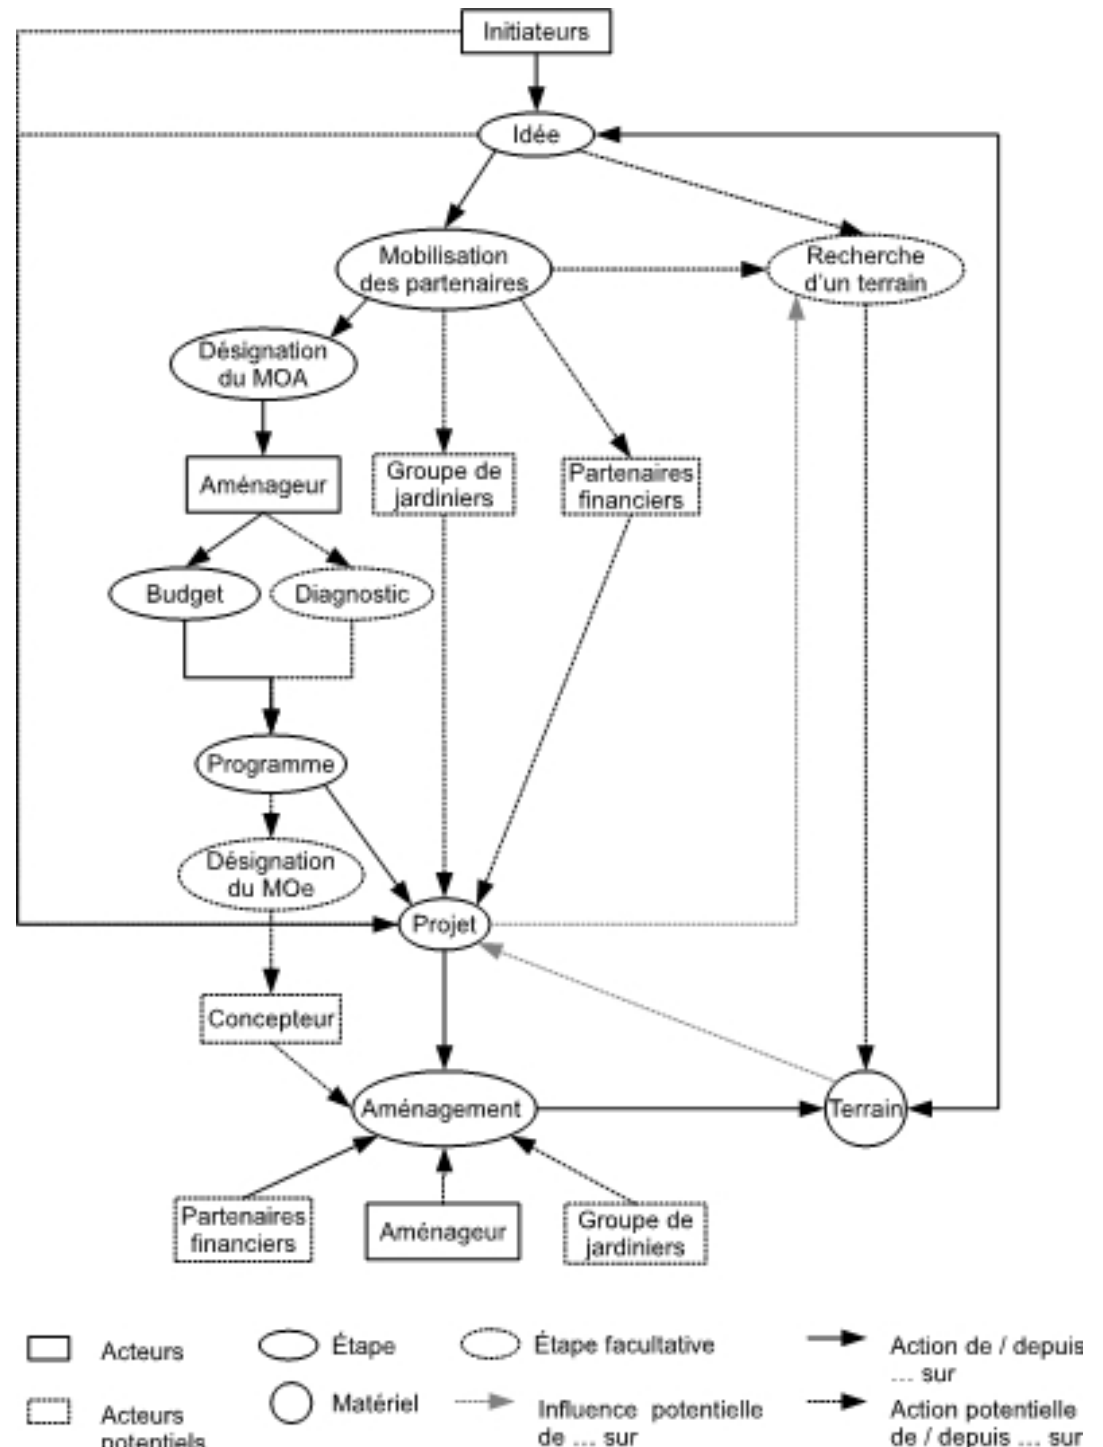 Initiateurs
Idée
Mobilisation
des partenaires
Recherche
d'un terrain
Désignation
du MOA
Aménageur
Groupe de
jardiniers
Partenaires
financiers
Budget
Diagnostic
Programme
Désignation
du MOe
Projet
Concepteur
Aménagement
Terrain
Partenaires
financiers
Aménageur
Groupe de
jardiniers
Acteurs
Étape
Étape facultative
Action de / depuis
... sur
Acteurs
potentiels
Matériel
Influence potentielle
de ... sur
Action potentielle
de / depuis ... sur